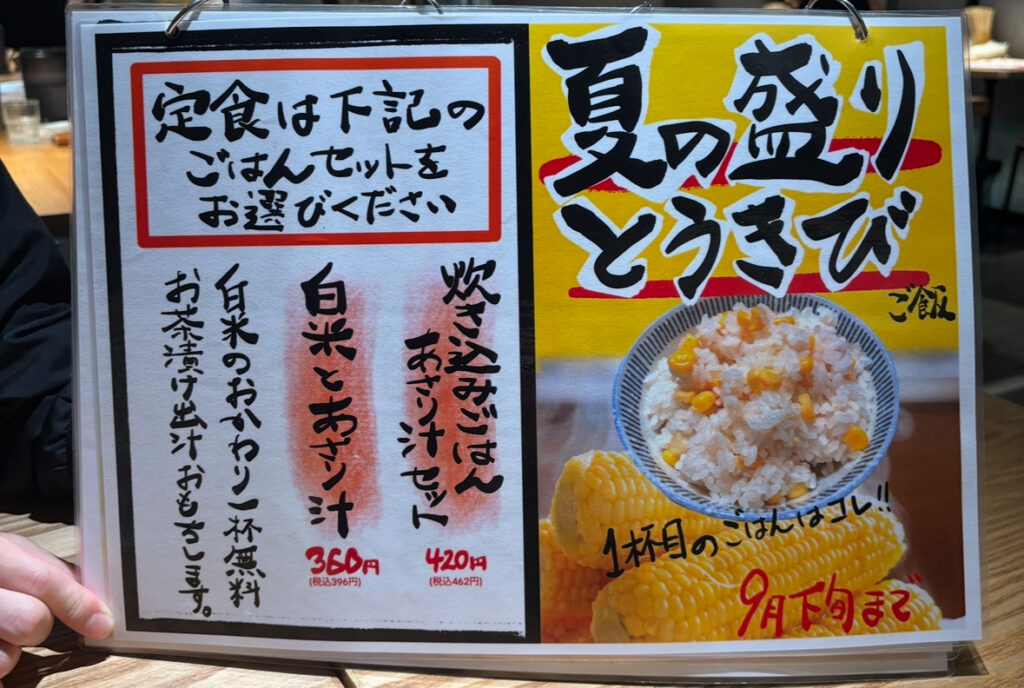 定食は下記の
ごはんセットを
お選びください
炊き込みごはん
あさり汁セット
420円
(税込462円)
白米とあさり汁
360円
(税込396円)
白米のおかわり一杯無料
お茶漬け出汁おもちします。
夏の盛り
とうきび
ご飯
1杯目のごはんはコレ!!
9月下旬まで